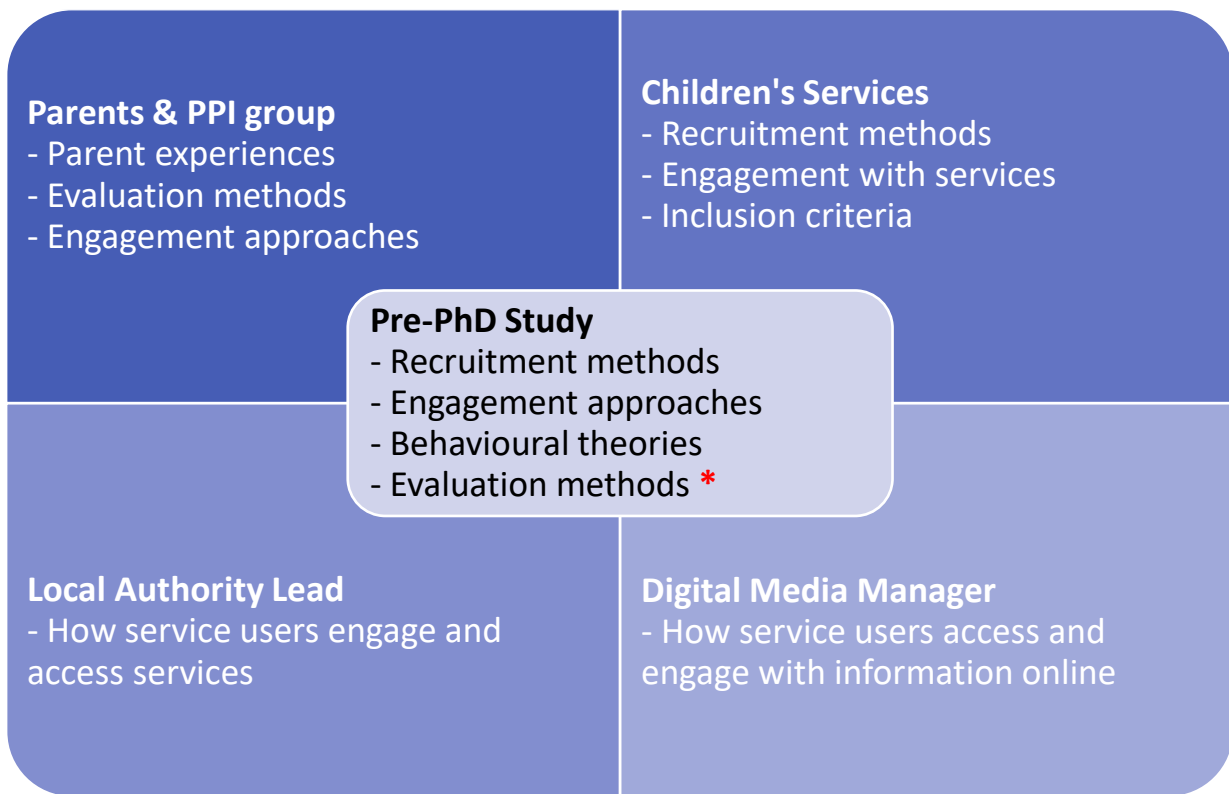 Parents & PPI group
- Parent experiences
- Evaluation methods
- Engagement approaches
Children's Services
- Recruitment methods
- Engagement with services
- Inclusion criteria
Pre-PhD Study
- Recruitment methods
- Engagement approaches
- Behavioural theories
- Evaluation methods *
Local Authority Lead
- How service users engage and
access services
Digital Media Manager
- How service users access and
engage with information online